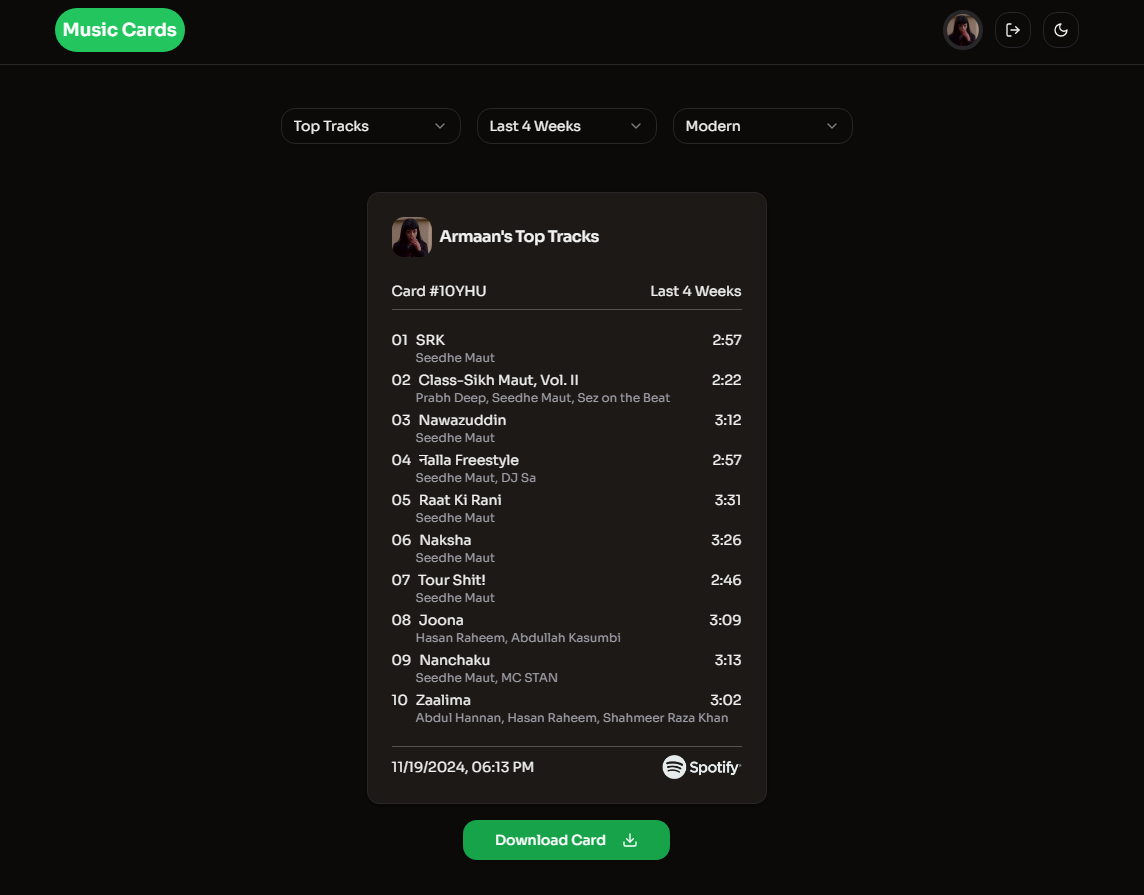 Music Cards
Top Tracks
Last 4 Weeks
Modern
Armaan's Top Tracks
Card #10YHU Last 4 Weeks
01 SRK 2:57
Seedhe Maut
02 Class-Sikh Maut, Vol. II 2:22
Prabh Deep, Seedhe Maut, Sez on the Beat
03 Nawazuddin 3:12
Seedhe Maut
04 Ŧalla Freestyle 2:57
Seedhe Maut, DJ Sa
05 Raat Ki Rani 3:31
Seedhe Maut
06 Naksha 3:26
Seedhe Maut
07 Tour Shit! 2:46
Seedhe Maut
08 Joona 3:09
Hasan Raheem, Abdullah Kasumbi
09 Nanchaku 3:13
Seedhe Maut, MC STAN
10 Zaalima 3:02
Abdul Hannan, Hasan Raheem, Shahmeer Raza Khan
11/19/2024, 06:13 PM Spotify
Download Card